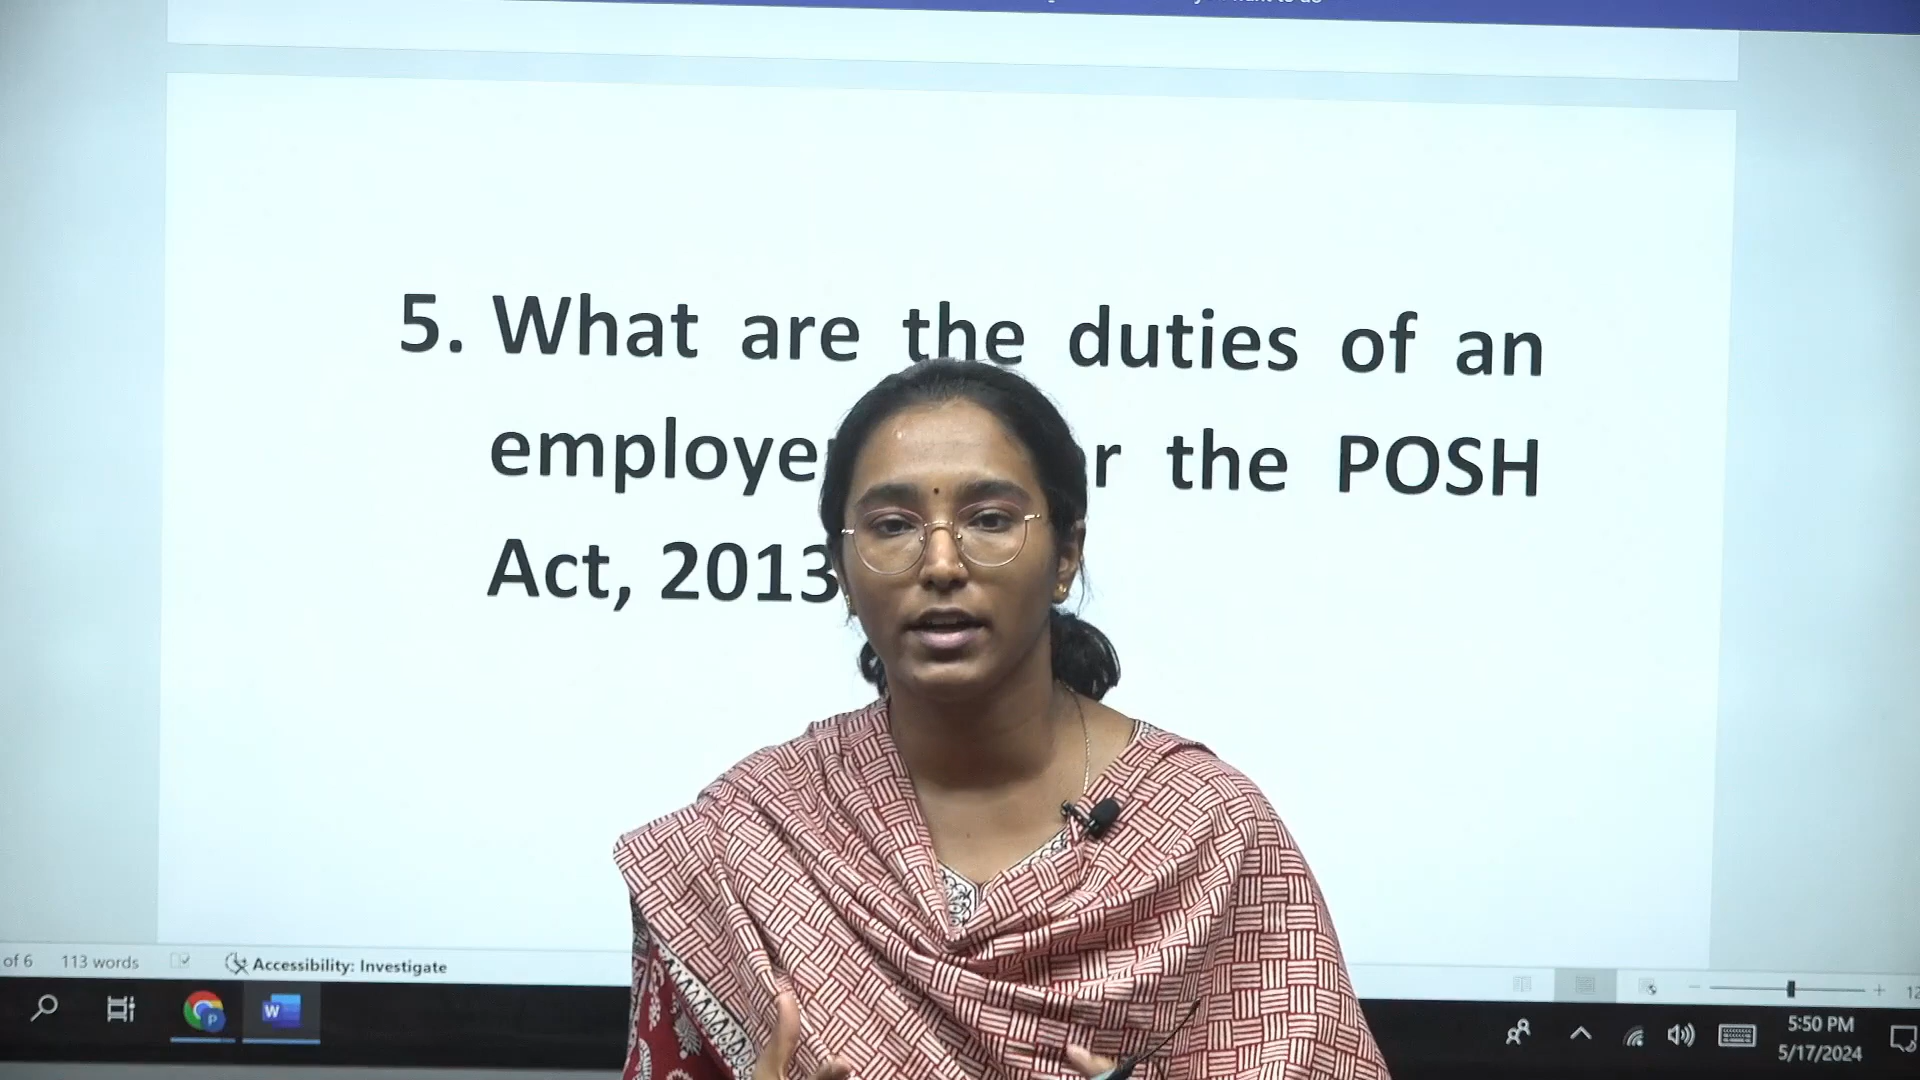 5. What are the duties of an
the POSH
Act, 2013
of 6 113 words Accessibility: Investigate
5:50 PM
5/17/2024